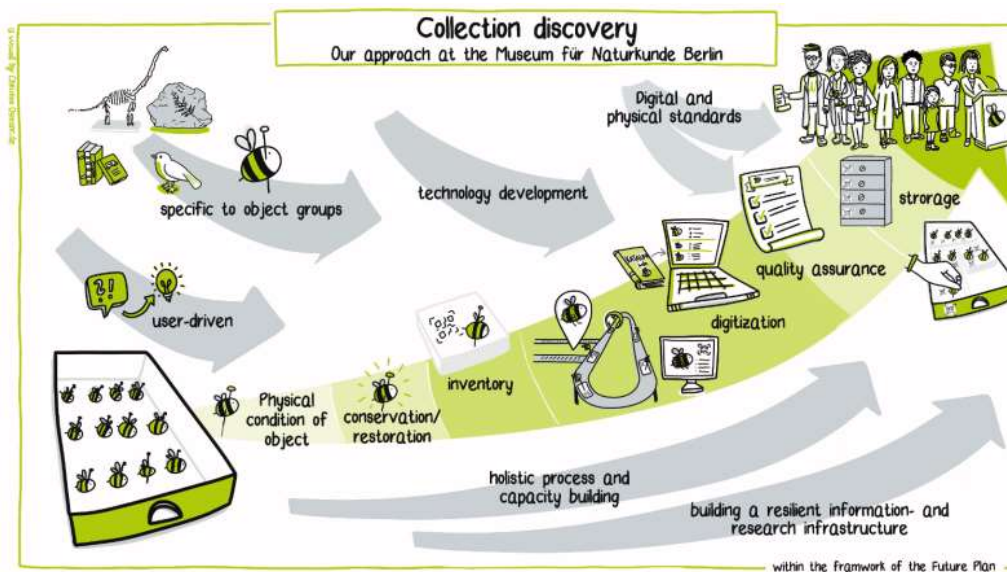 Collection discovery
Our approach at the Museum für Naturkunde Berlin
Digital and
physical standards
technology development
specific to object groups
user-driven
strorage
quality assurance
digitization
inventory
conservation/
restoration
Physical
condition of
object
holistic process and
capacity building
building a resilient information- and
research infrastructure
within the framwork of the Future Plan